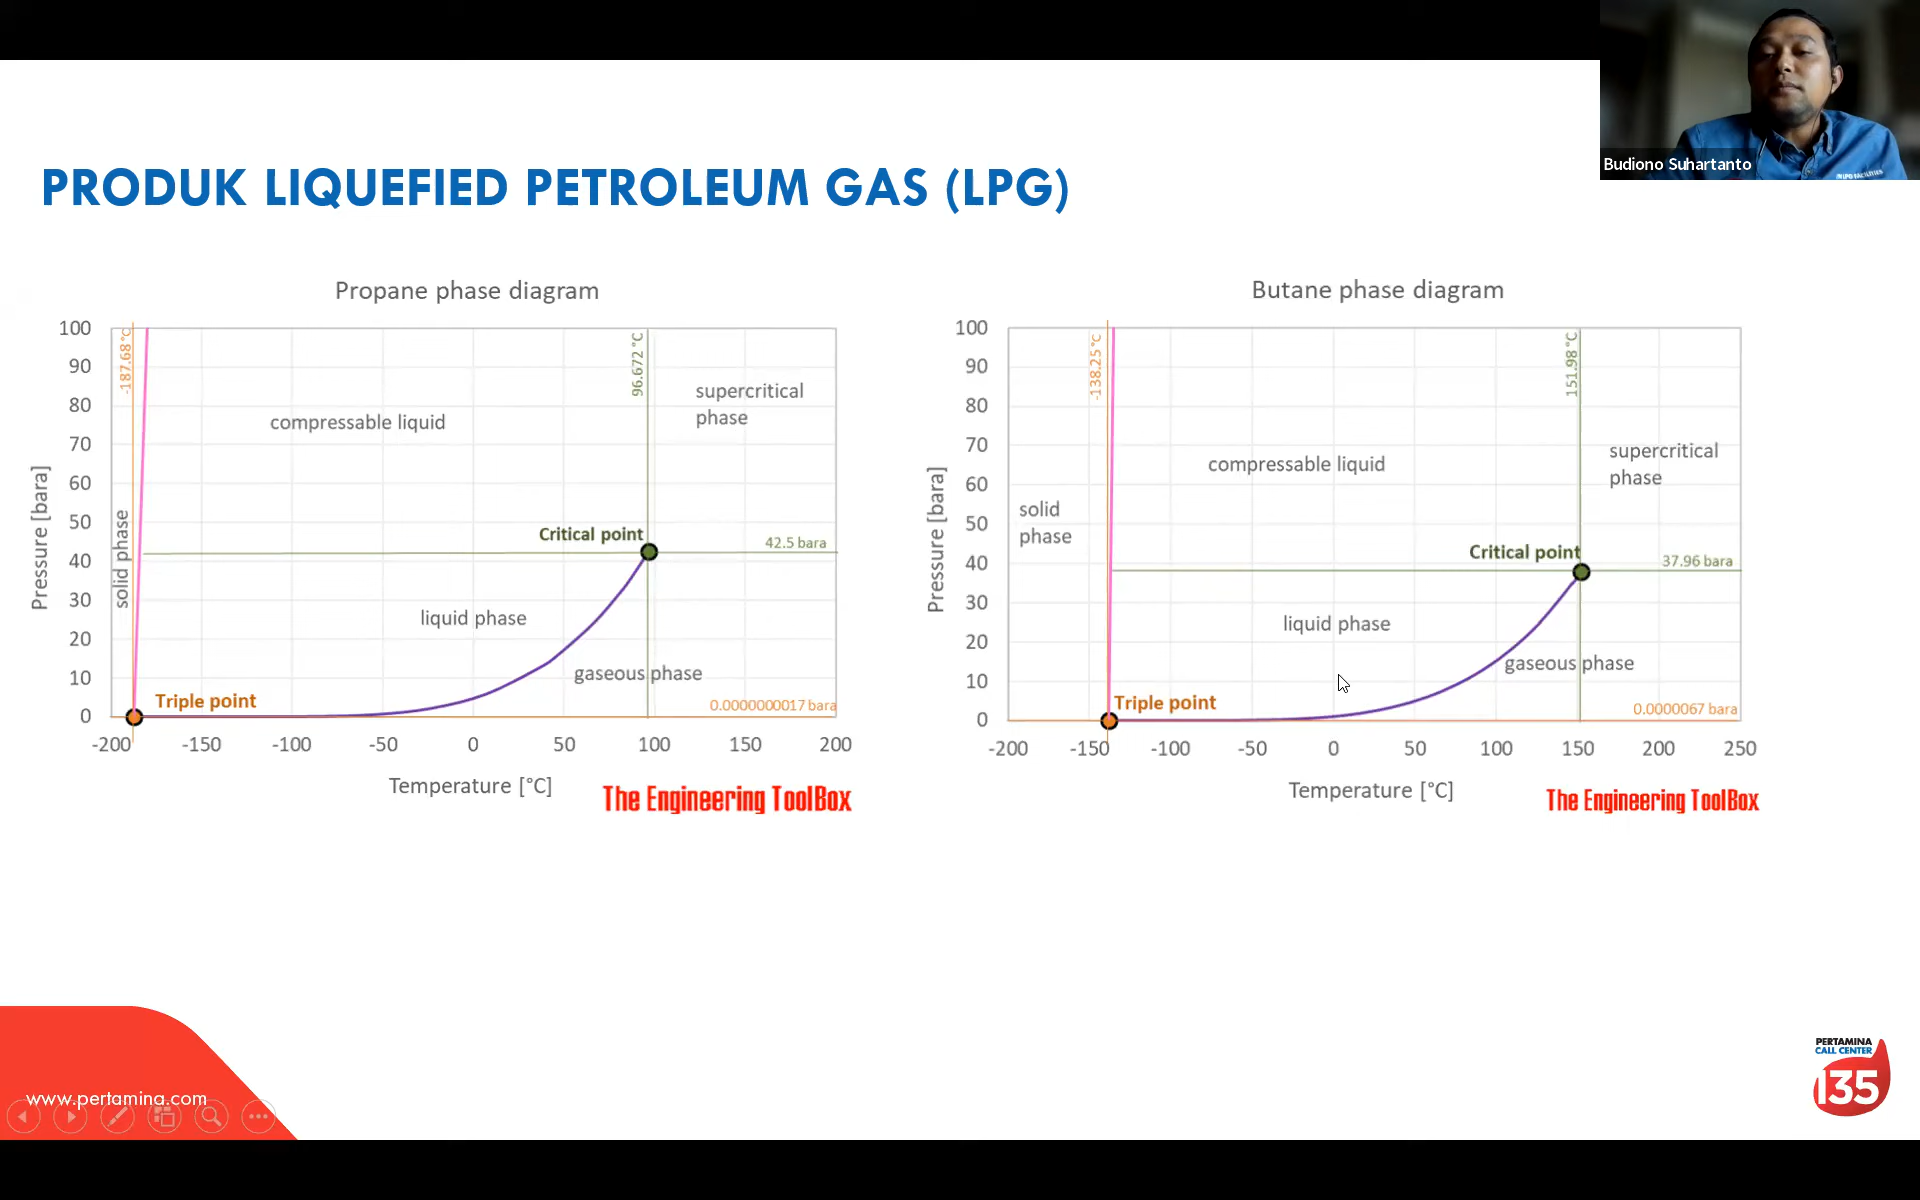 Budiono Suhartanto
PRODUK LIQUEFIED PETROLEUM GAS (LPG)
Propane phase diagram
Pressure [bara]
100
90
80
70
60
50
40
30
20
10
0
-187.68 °C
96.672 °C
supercritical
phase
compressable liquid
solid phase
Critical point
42.5 bara
liquid phase
gaseous phase
Triple point
0.0000000017 bara
-200
-150
-100
-50
0
50
100
150
200
Temperature [°C]
The Engineering ToolBox
Butane phase diagram
Pressure [bara]
100
90
80
70
60
50
40
30
20
10
0
-138.25 °C
151.98 °C
supercritical
phase
compressable liquid
solid
phase
Critical point
37.96 bara
liquid phase
gaseous phase
Triple point
0.0000067 bara
-200
-150
-100
-50
0
50
100
150
200
250
Temperature [°C]
The Engineering ToolBox
www.pertamina.com
PERTAMINA
CALL CENTER
135